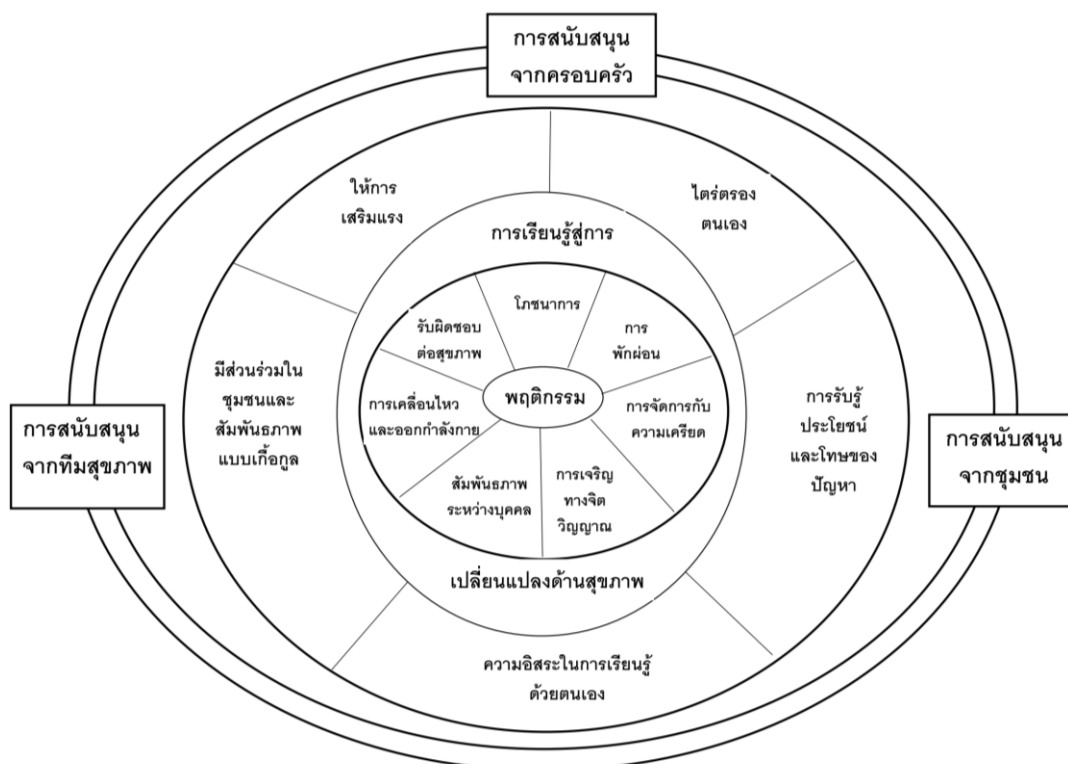 การสนับสนุน
จากครอบครัว
ให้การ
เสริมแรง
ไตร่ตรอง
ตนเอง
การเรียนรู้สู่การ
โภชนาการ
รับผิดชอบ
ต่อสุขภาพ
การ
พักผ่อน
มีส่วนร่วมใน
ชุมชนและ
สัมพันธภาพ
แบบเกื้อกูล
การเคลื่อนไหว
และออกกำลังกาย
พฤติกรรม
การจัดการกับ
ความเครียด
การรับรู้
ประโยชน์
และโทษของ
ปัญหา
การสนับสนุน
จากทีมสุขภาพ
การสนับสนุน
จากชุมชน
สัมพันธภาพ
ระหว่างบุคคล
การเจริญ
ทางจิต
วิญญาณ
เปลี่ยนแปลงด้านสุขภาพ
ความอิสระในการเรียนรู้
ด้วยตนเอง